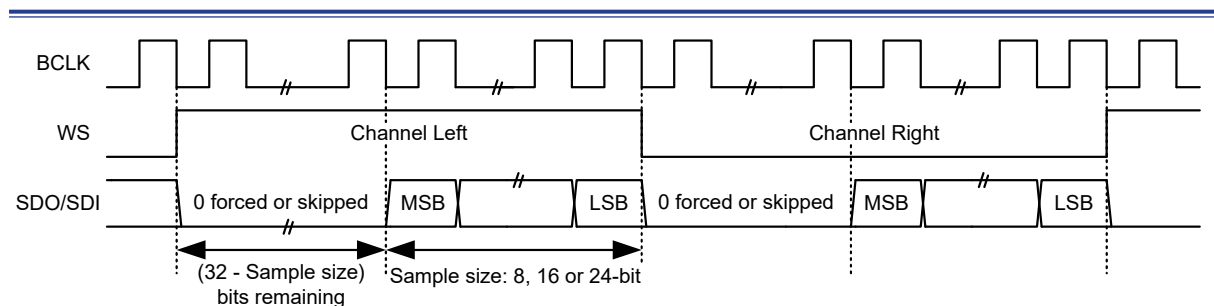 BCLK
WS
Channel Left
Channel Right
SDO/SDI
0 forced or skipped
MSB
LSB
0 forced or skipped
MSB
LSB
(32 - Sample size)
bits remaining
Sample size: 8, 16 or 24-bit